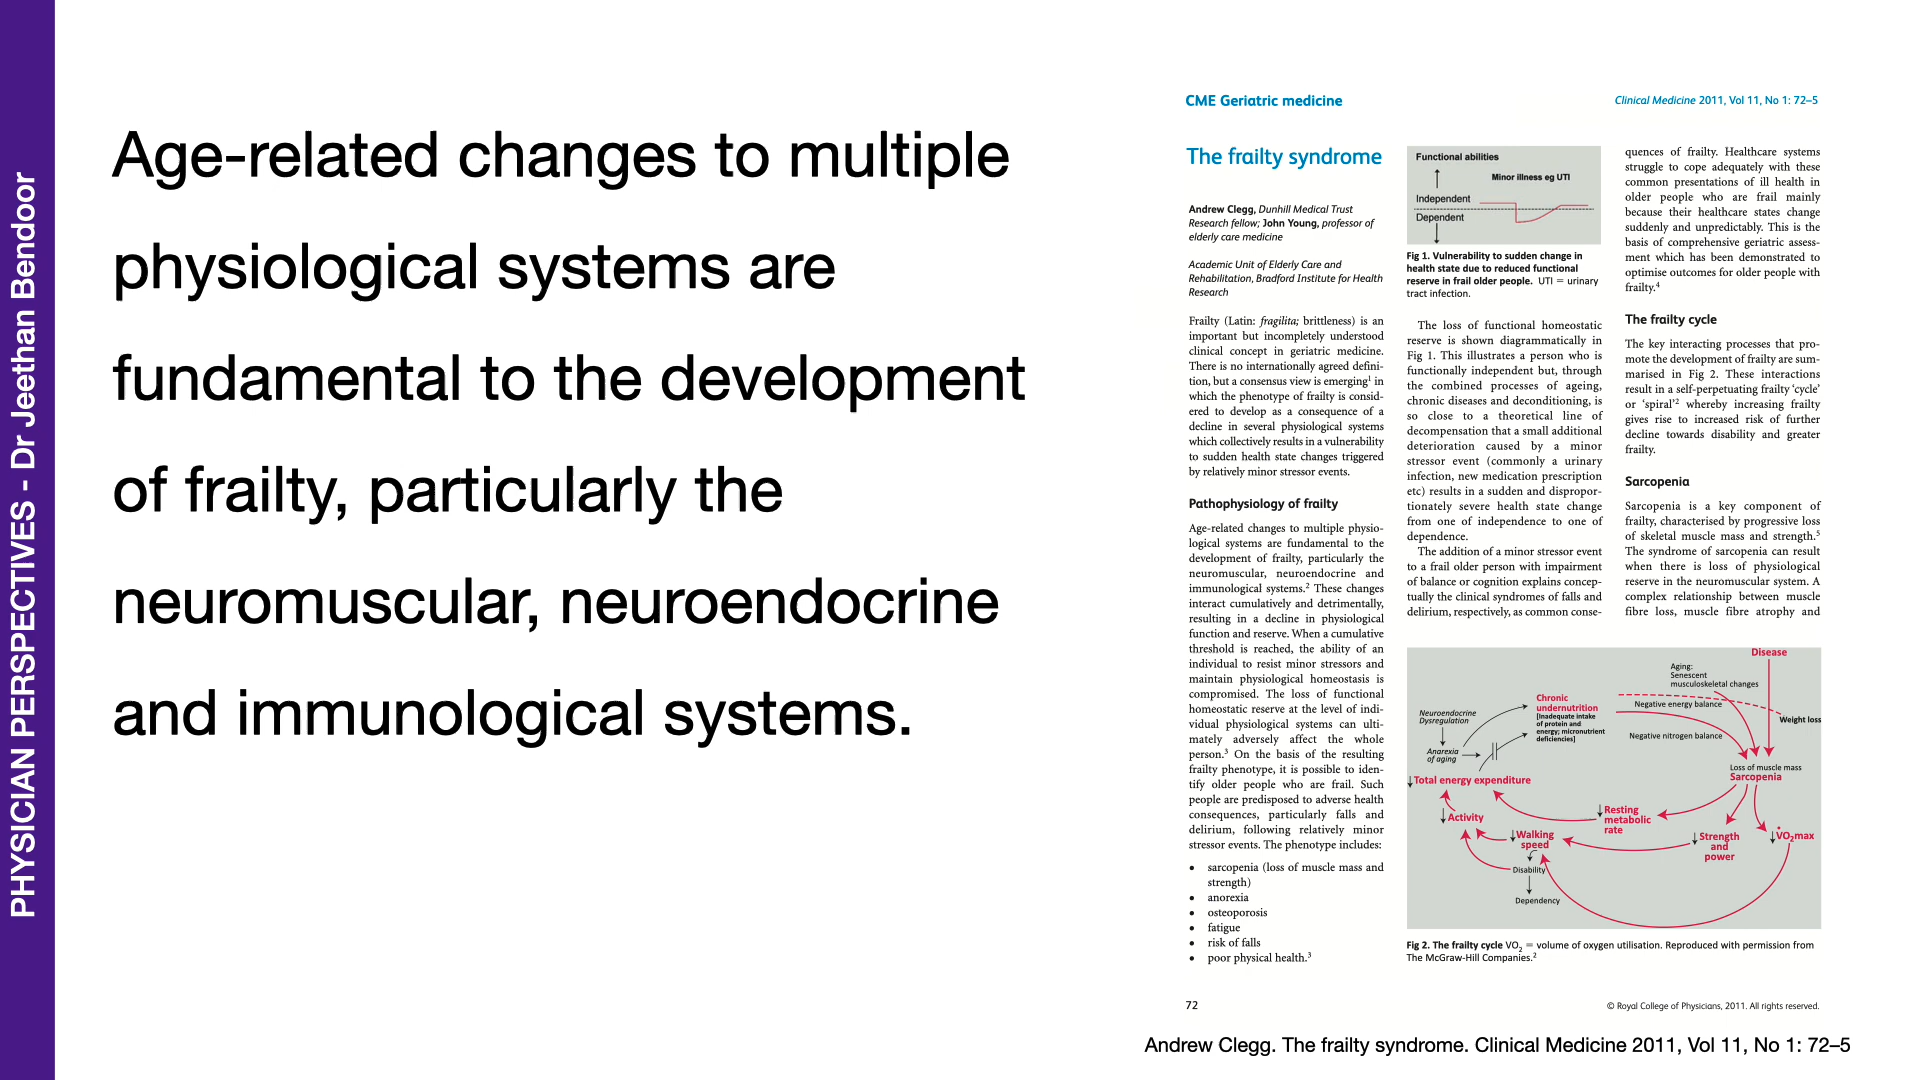 PHYSICIAN PERSPECTIVES - Dr Jeethan Bendoor
Age-related changes to multiple
physiological systems are
fundamental to the development
of frailty, particularly the
neuromuscular, neuroendocrine
and immunological systems.
CME Geriatric medicine
Clinical Medicine 2011, Vol 11, No 1: 72–5
The frailty syndrome
Andrew Clegg, Dunhill Medical Trust
Research fellow; John Young, professor of
elderly care medicine
Academic Unit of Elderly Care and
Rehabilitation, Bradford Institute for Health
Research
Frailty (Latin: fragilita; brittleness) is an
important but incompletely understood
clinical concept in geriatric medicine.
There is no internationally agreed defini-
tion, but a consensus view is emerging1 in
which the phenotype of frailty is consid-
ered to develop as a consequence of a
decline in several physiological systems
which collectively results in a vulnerability
to sudden health state changes triggered
by relatively minor stressor events.
Pathophysiology of frailty
Age-related changes to multiple physio-
logical systems are fundamental to the
development of frailty, particularly the
neuromuscular, neuroendocrine and
immunological systems.2 These changes
interact cumulatively and detrimentally,
resulting in a decline in physiological
function and reserve. When a cumulative
threshold is reached, the ability of an
individual to resist minor stressors and
maintain physiological homeostasis is
compromised. The loss of functional
homeostatic reserve at the level of indi-
vidual physiological systems can ulti-
mately adversely affect the whole
person.3 On the basis of the resulting
frailty phenotype, it is possible to iden-
tify older people who are frail. Such
people are predisposed to adverse health
consequences, particularly falls and
delirium, following relatively minor
stressor events. The phenotype includes:
• sarcopenia (loss of muscle mass and
strength)
• anorexia
• osteoporosis
• fatigue
• risk of falls
• poor physical health.3
Functional abilities
Minor illness eg UTI
Independent
Dependent
Fig 1. Vulnerability to sudden change in
health state due to reduced functional
reserve in frail older people. UTI = urinary
tract infection.
The loss of functional homeostatic
reserve is shown diagrammatically in
Fig 1. This illustrates a person who is
functionally independent but, through
the combined processes of ageing,
chronic diseases and deconditioning, is
so close to a theoretical line of
decompensation that a small additional
deterioration caused by a minor
stressor event (commonly a urinary
infection, new medication prescription
etc) results in a sudden and dispropor-
tionately severe health state change
from one of independence to one of
dependence.
The addition of a minor stressor event
to a frail older person with impairment
of balance or cognition explains concep-
tually the clinical syndromes of falls and
delirium, respectively, as common conse-
quences of frailty. Healthcare systems
struggle to cope adequately with these
common presentations of ill health in
older people who are frail mainly
because their healthcare states change
suddenly and unpredictably. This is the
basis of comprehensive geriatric assess-
ment which has been demonstrated to
optimise outcomes for older people with
frailty.4
The frailty cycle
The key interacting processes that pro-
mote the development of frailty are sum-
marised in Fig 2. These interactions
result in a self-perpetuating frailty ‘cycle’
or ‘spiral’2 whereby increasing frailty
gives rise to increased risk of further
decline towards disability and greater
frailty.
Sarcopenia
Sarcopenia is a key component of
frailty, characterised by progressive loss
of skeletal muscle mass and strength.5
The syndrome of sarcopenia can result
when there is loss of physiological
reserve in the neuromuscular system. A
complex relationship between muscle
fibre loss, muscle fibre atrophy and
Disease
Aging:
Senescent
musculoskeletal changes
Chronic
undernutrition
[Inadequate intake
of protein and
energy; micronutrient
deficiencies]
Negative energy balance
Neuroendocrine
Dysregulation
Weight loss
Negative nitrogen balance
Anarexia
of aging
Loss of muscle mass
Sarcopenia
↓Total energy expenditure
↓Resting
metabolic
rate
↓Activity
↓Walking
speed
↓Strength
and
power
↓V̇O2max
Disability
Dependency
Fig 2. The frailty cycle VO2 = volume of oxygen utilisation. Reproduced with permission from
The McGraw-Hill Companies.2
72
© Royal College of Physicians, 2011. All rights reserved.
Andrew Clegg. The frailty syndrome. Clinical Medicine 2011, Vol 11, No 1: 72–5